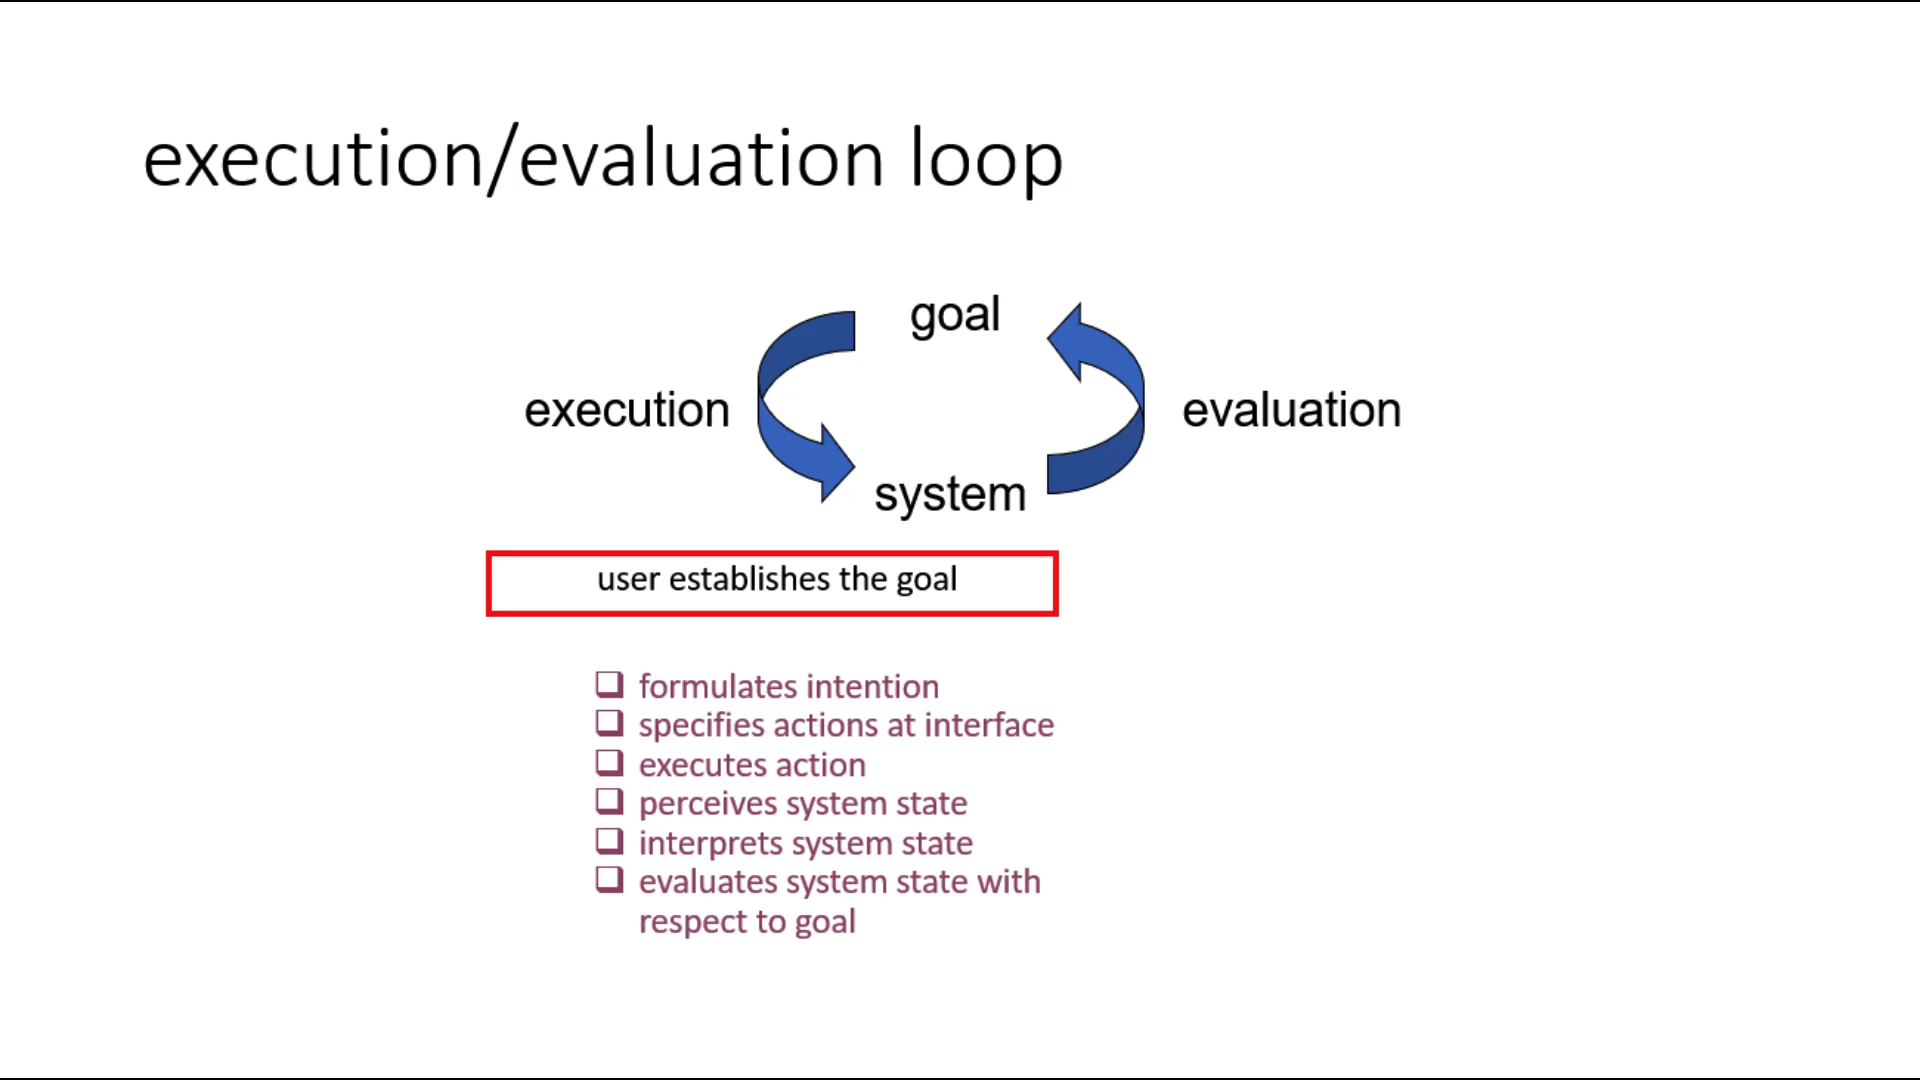 execution/evaluation loop
goal
execution
evaluation
system
user establishes the goal
formulates intention
specifies actions at interface
executes action
perceives system state
interprets system state
evaluates system state with
respect to goal